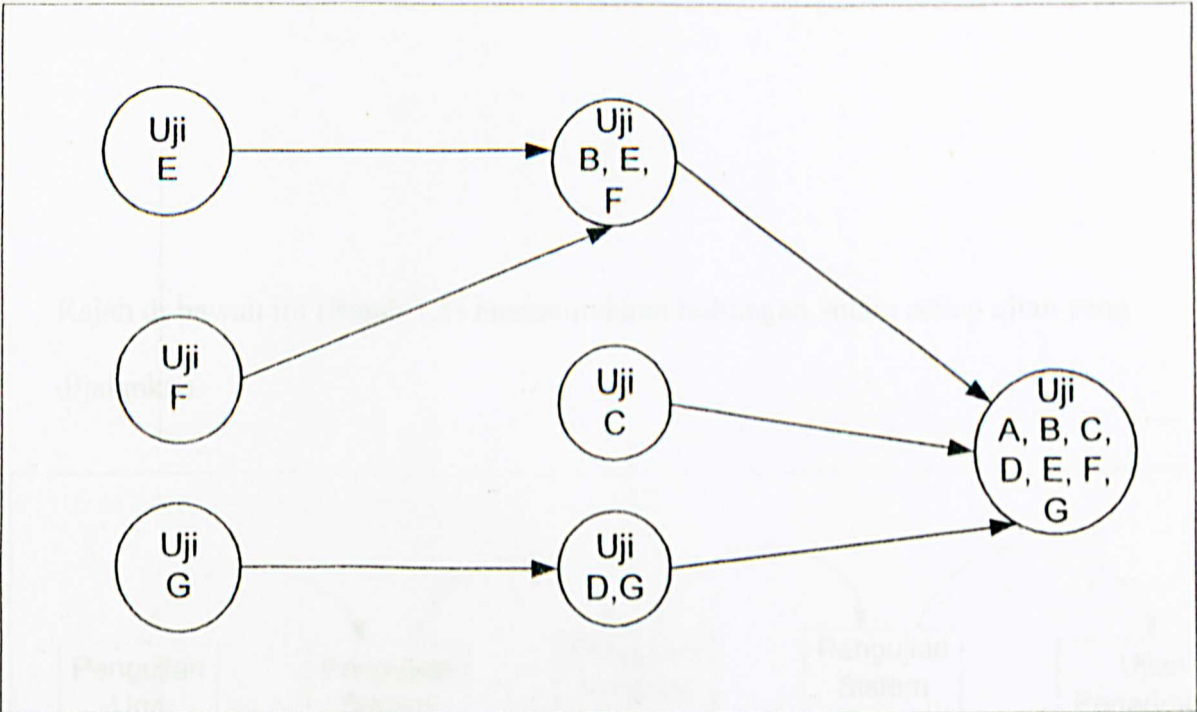 Uji
E
Uji
B, E,
F
Uji
F
Uji
C
Uji
A, B, C,
D, E, F,
G
Uji
G
Uji
D,G